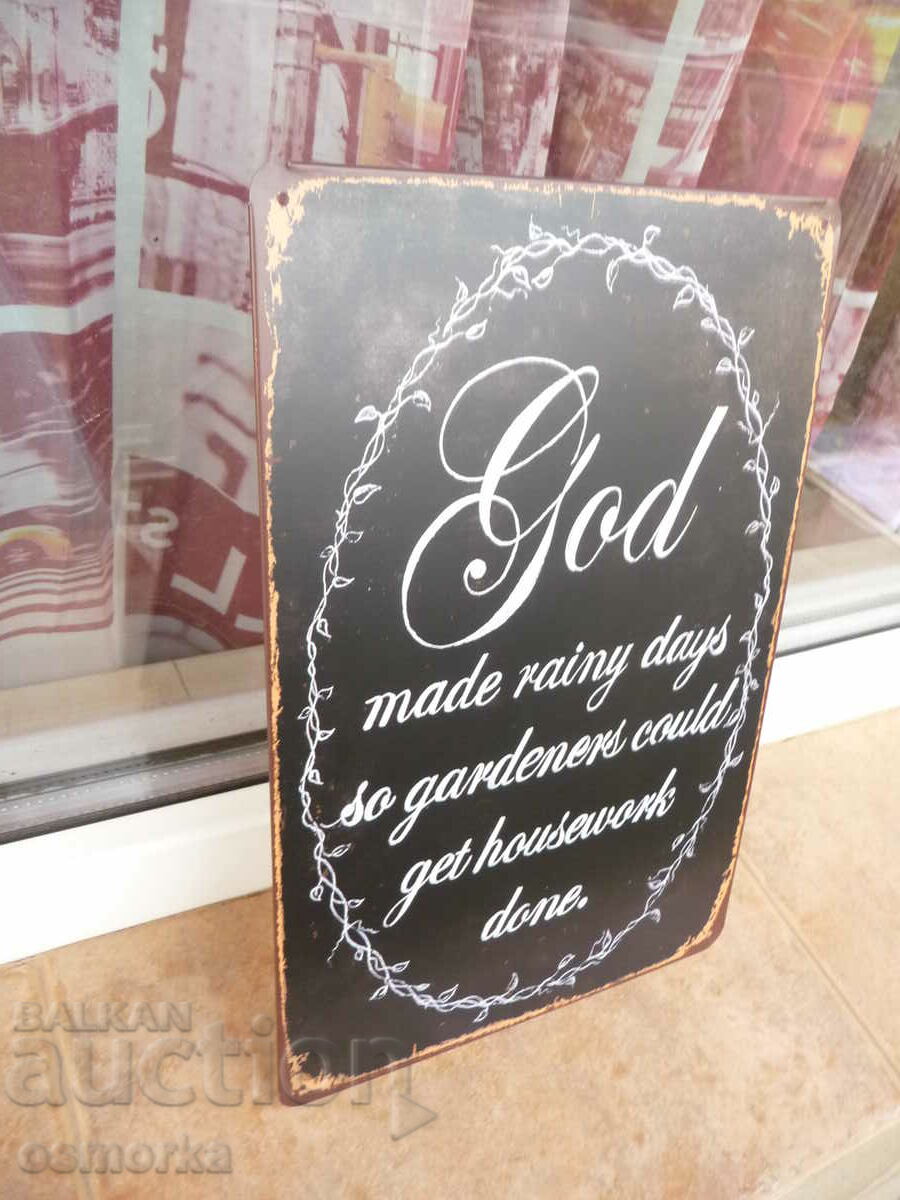 God
made rainy days
so gardeners could
get housework
done.
BALKAN
auction
osmorka